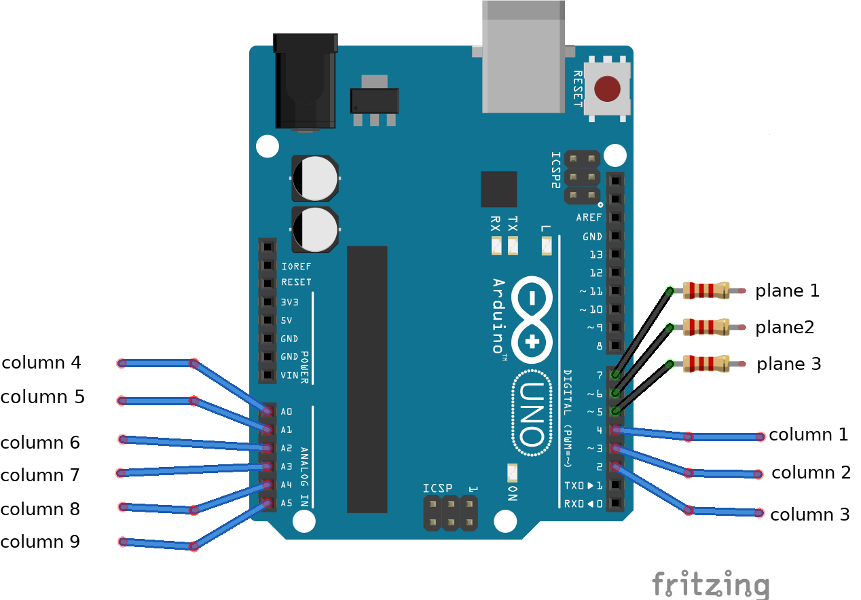 RESET
ICSP2
AREF
GND
13
12
~11
~10
~9
8
7
~6
~5
4
~3
2
TX0▶1
RX0◀0
RX
TX
L
Arduino™
UNO
DIGITAL (PWM=~)
IOREF
RESET
3V3
5V
GND
GND
VIN
POWER
A0
A1
A2
A3
A4
A5
ANALOG IN
ICSP
1
ON
plane 1
plane2
plane 3
column 1
column 2
column 3
column 4
column 5
column 6
column 7
column 8
column 9
fritzing